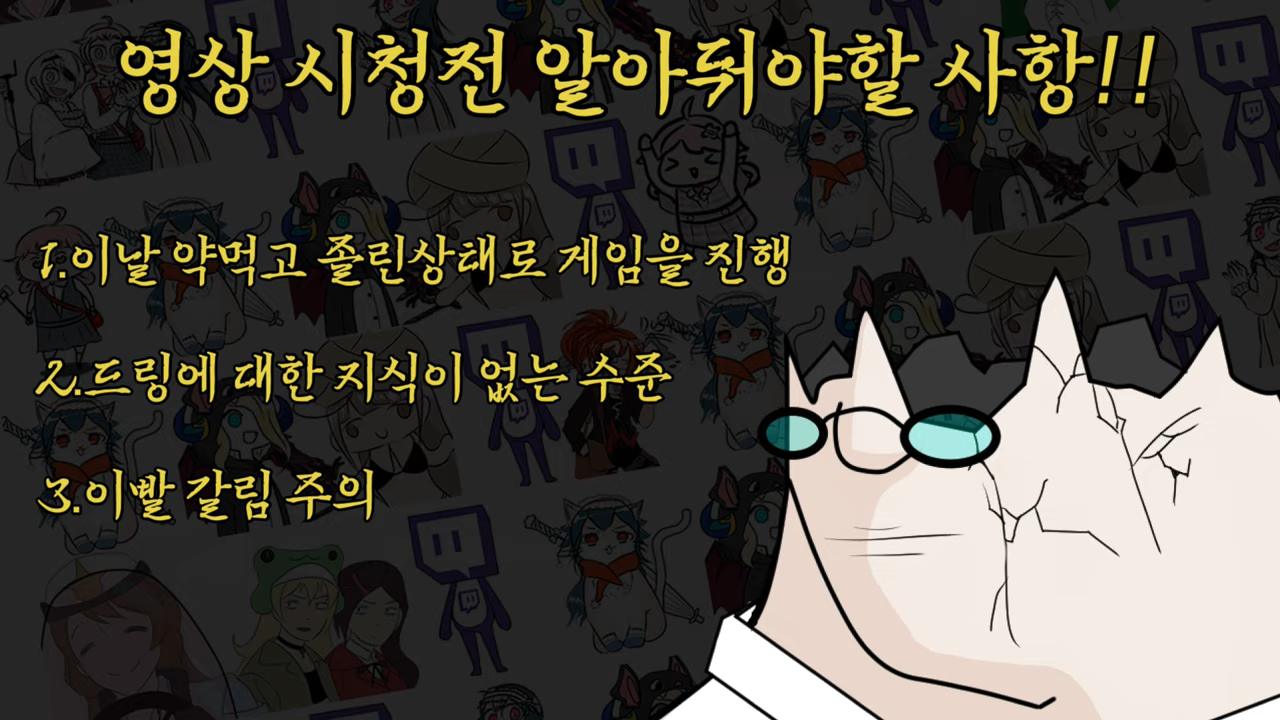 영상 시청전 알아둬야할 사항!!
1.이날 약먹고 졸린상태로 게임을 진행
2.드링에 대한 지식이 없는 수준
3.이빨 갈림 주의